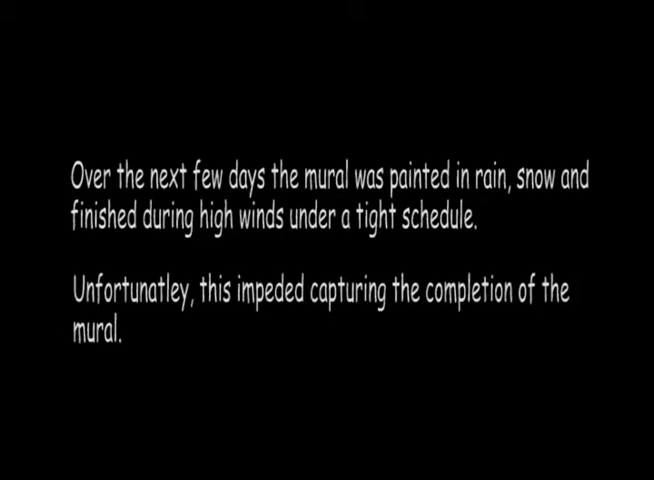 Over the next few days the mural was painted in rain, snow and
finished during high winds under a tight schedule.
Unfortunatley, this impeded capturing the completion of the
mural.